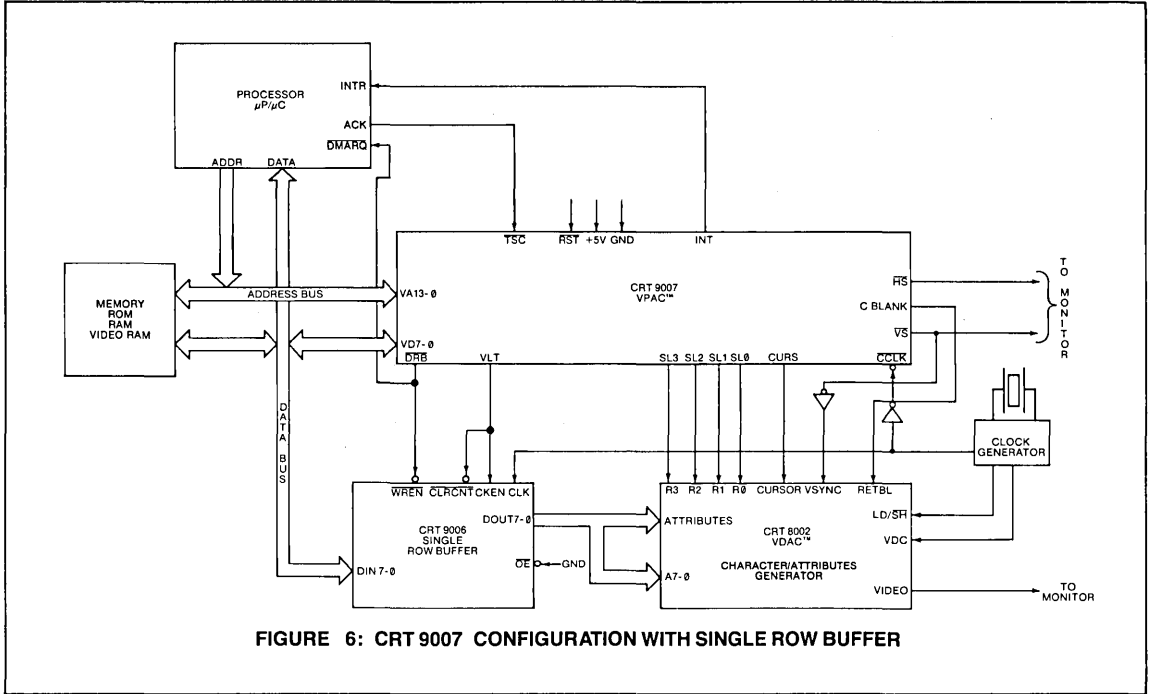 PROCESSOR
μP/μC
INTR
ACK
DMARQ
ADDR DATA
TSC RST +5V GND INT
MEMORY
ROM
RAM
VIDEO RAM
ADDRESS BUS
VA13-0
VD7-0
CRT 9007
VPAC™
HS
C BLANK
VS
TO MONITOR
DRB VLT SL3 SL2 SL1 SL0 CURS CCLK
DATA BUS
CLOCK
GENERATOR
WREN CLRCNT CKEN CLK
DOUT7-0
CRT 9006
SINGLE
ROW BUFFER
OE
GND
DIN 7-0
R3 R2 R1 R0 CURSOR VSYNC RETBL
ATTRIBUTES
LD/SH
CRT 8002
VDAC™
VDC
CHARACTER/ATTRIBUTES
GENERATOR
A7-0
VIDEO
TO
MONITOR
FIGURE 6: CRT 9007 CONFIGURATION WITH SINGLE ROW BUFFER